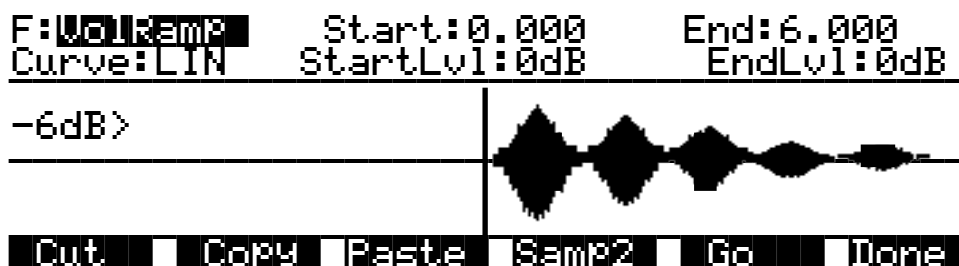 F:VolRamp Start:0.000 End:6.000
Curve:LIN StartLvl:0dB EndLvl:0dB
-6dB>
Cut Copy Paste Samp2 Go Done